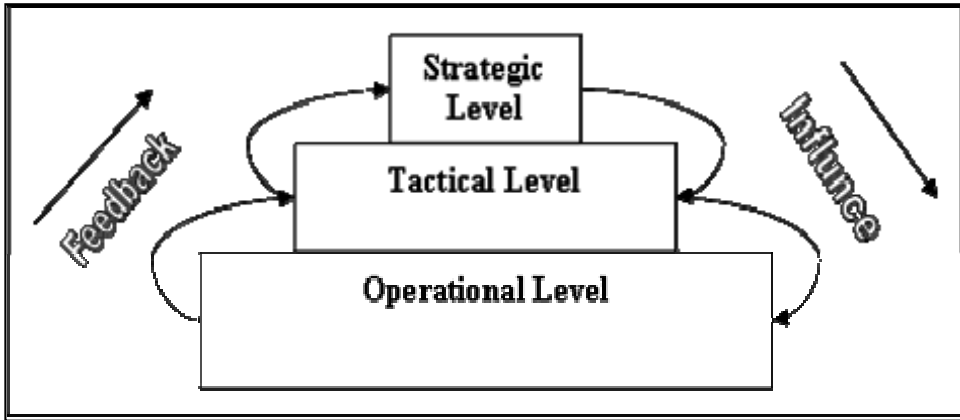 Strategic
Level
Feedback
Influnce
Tactical Level
Operational Level